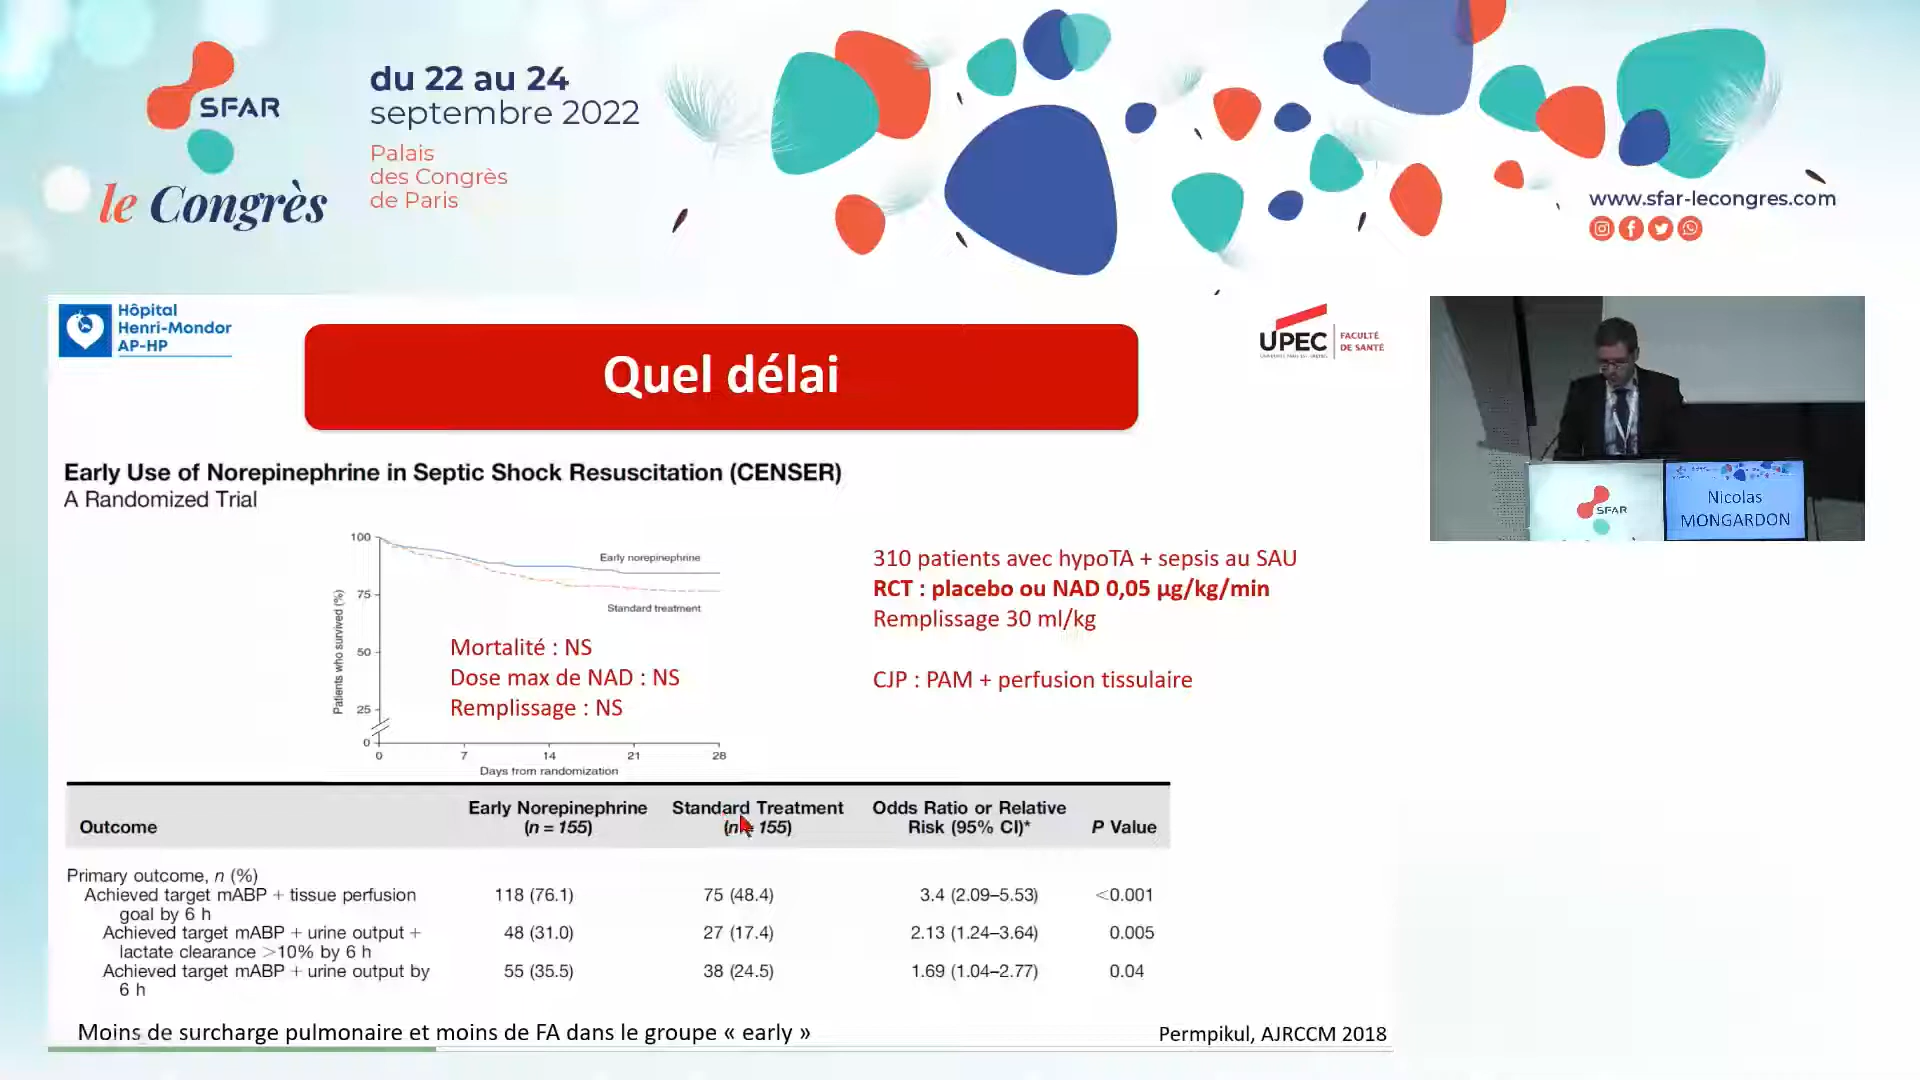 SFAR
le Congrès
du 22 au 24
septembre 2022
Palais
des Congrès
de Paris
www.sfar-lecongres.com
Hôpital
Henri-Mondor
AP-HP
Quel délai
UPEC
FACULTÉ
DE SANTÉ
SFAR
Nicolas
MONGARDON
Early Use of Norepinephrine in Septic Shock Resuscitation (CENSER)
A Randomized Trial
Patients who survived (%)
100
75
50
25
0
Early norepinephrine
Standard treatment
Mortalité : NS
Dose max de NAD : NS
Remplissage : NS
0 7 14 21 28
Days from randomization
310 patients avec hypoTA + sepsis au SAU
RCT : placebo ou NAD 0,05 µg/kg/min
Remplissage 30 ml/kg
CJP : PAM + perfusion tissulaire
Early Norepinephrine Standard Treatment Odds Ratio or Relative
Outcome (n = 155) (n = 155) Risk (95% CI)* P Value
Primary outcome, n (%)
Achieved target mABP + tissue perfusion 118 (76.1) 75 (48.4) 3.4 (2.09–5.53) <0.001
goal by 6 h
Achieved target mABP + urine output + 48 (31.0) 27 (17.4) 2.13 (1.24–3.64) 0.005
lactate clearance >10% by 6 h
Achieved target mABP + urine output by 55 (35.5) 38 (24.5) 1.69 (1.04–2.77) 0.04
6 h
Moins de surcharge pulmonaire et moins de FA dans le groupe « early »
Permpikul, AJRCCM 2018